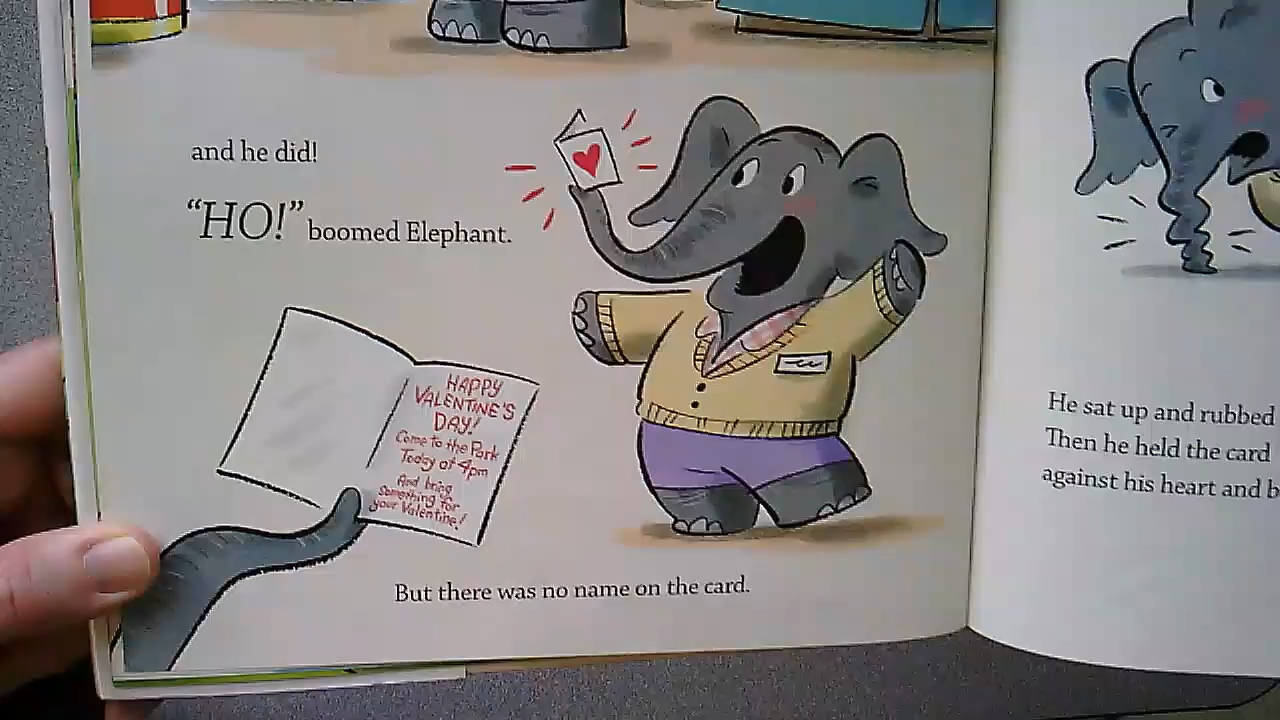 and he did!
“HO!” boomed Elephant.
HAPPY
VALENTINE'S
DAY!
Come to the Park
Today at 4pm
And bring
Something for
your Valentine!
But there was no name on the card.
He sat up and rubbed
Then he held the card
against his heart and b